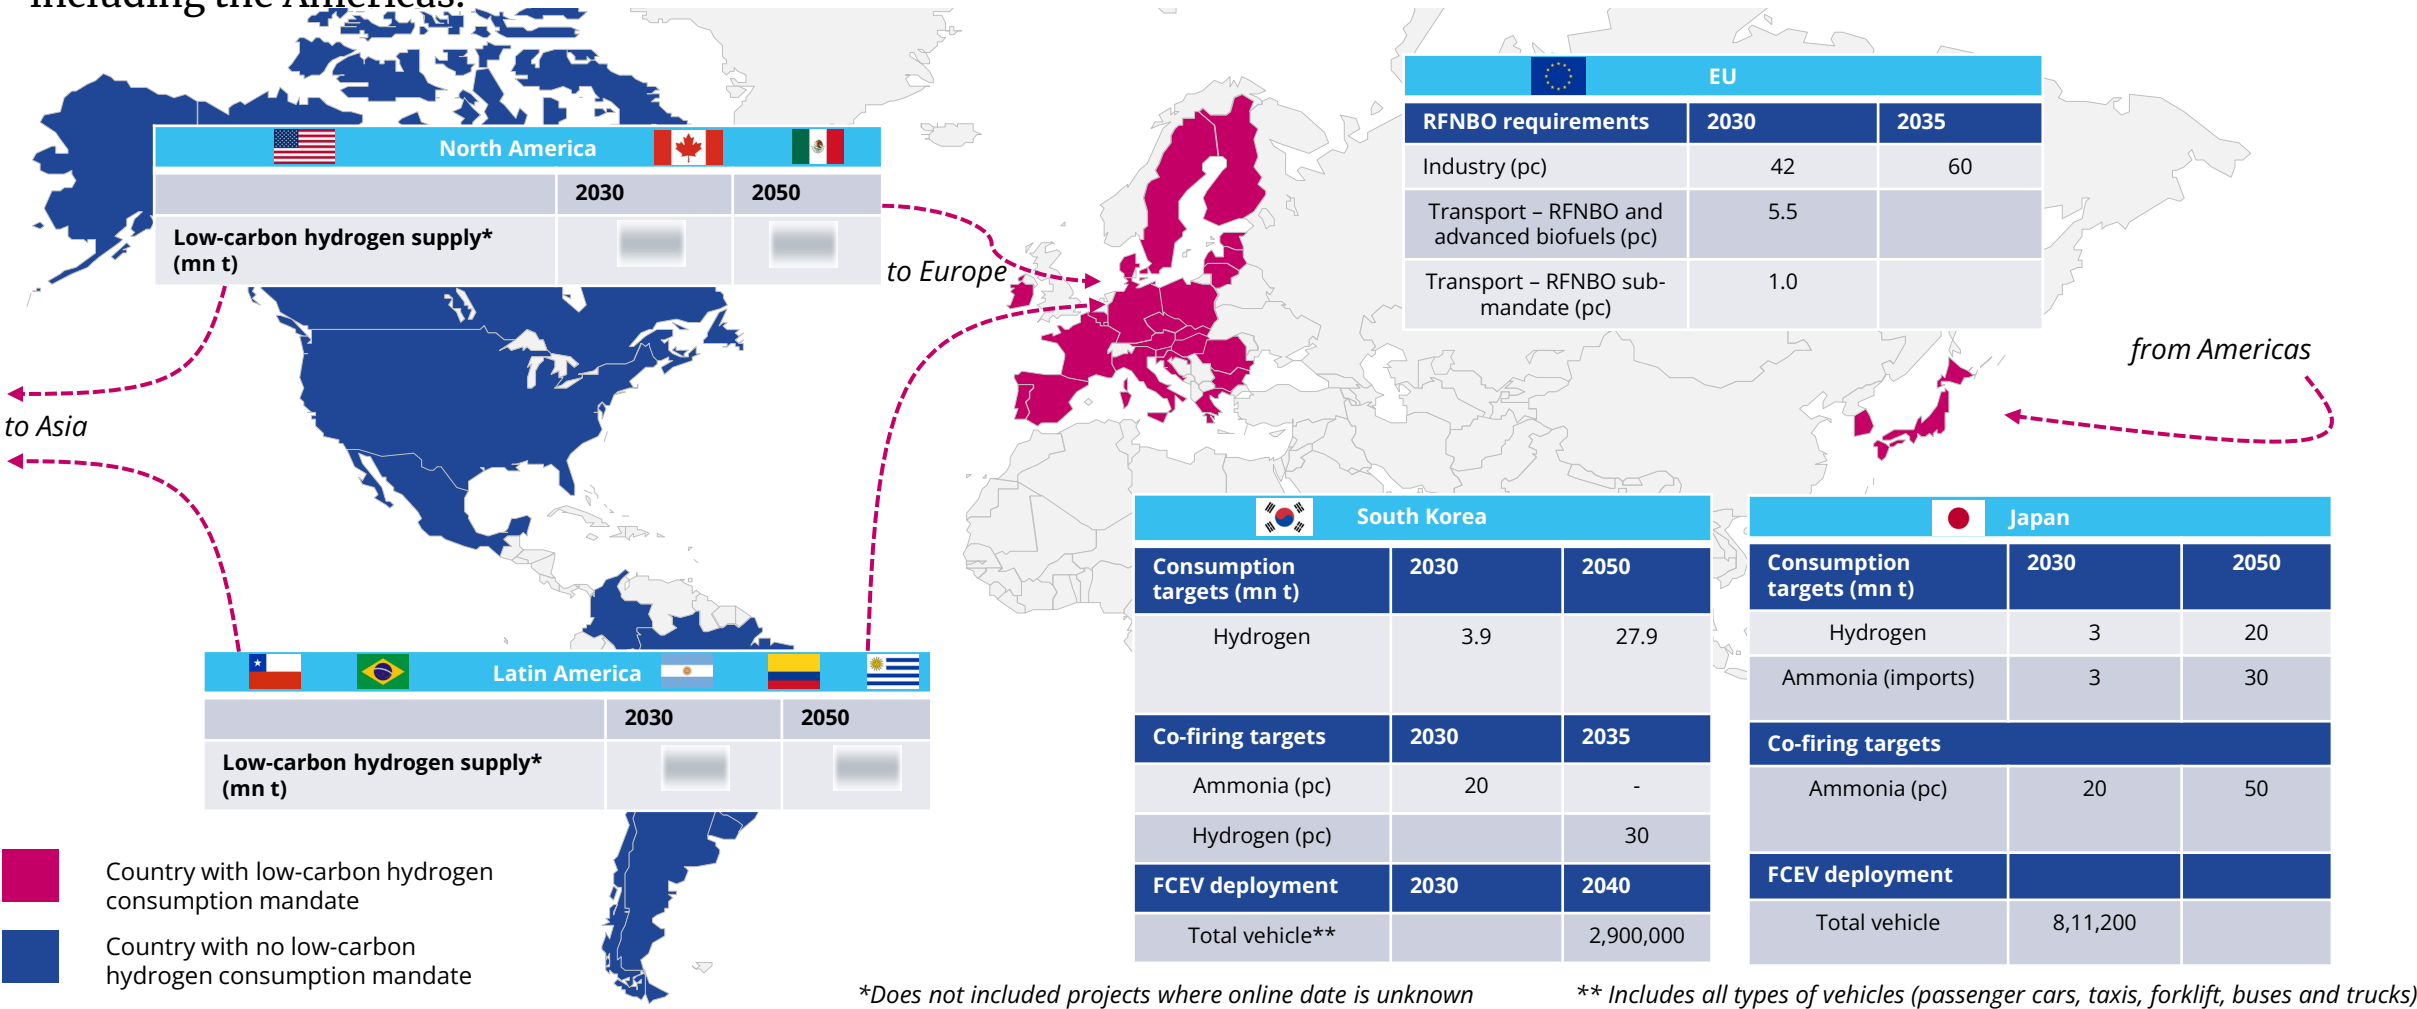 including the Americas.
North America
2030 2050
Low-carbon hydrogen supply*
(mn t)
to Europe
to Asia
EU
RFNBO requirements 2030 2035
Industry (pc) 42 60
Transport – RFNBO and
advanced biofuels (pc) 5.5
Transport – RFNBO sub-
mandate (pc) 1.0
from Americas
Latin America
2030 2050
Low-carbon hydrogen supply*
(mn t)
South Korea
Consumption
targets (mn t) 2030 2050
Hydrogen 3.9 27.9
Co-firing targets 2030 2035
Ammonia (pc) 20 -
Hydrogen (pc) 30
FCEV deployment 2030 2040
Total vehicle** 2,900,000
Japan
Consumption
targets (mn t) 2030 2050
Hydrogen 3 20
Ammonia (imports) 3 30
Co-firing targets
Ammonia (pc) 20 50
FCEV deployment
Total vehicle 8,11,200
Country with low-carbon hydrogen
consumption mandate
Country with no low-carbon
hydrogen consumption mandate
*Does not included projects where online date is unknown
** Includes all types of vehicles (passenger cars, taxis, forklift, buses and trucks)